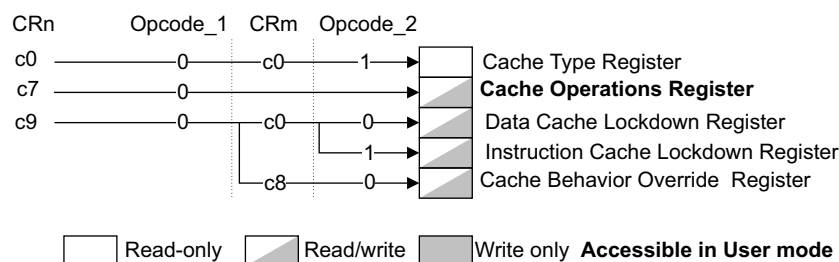 CRn Opcode_1 CRm Opcode_2
c0 0 c0 1 Cache Type Register
c7 0 Cache Operations Register
c9 0 c0 0 Data Cache Lockdown Register
1 Instruction Cache Lockdown Register
c8 0 Cache Behavior Override Register
Read-only Read/write Write only Accessible in User mode